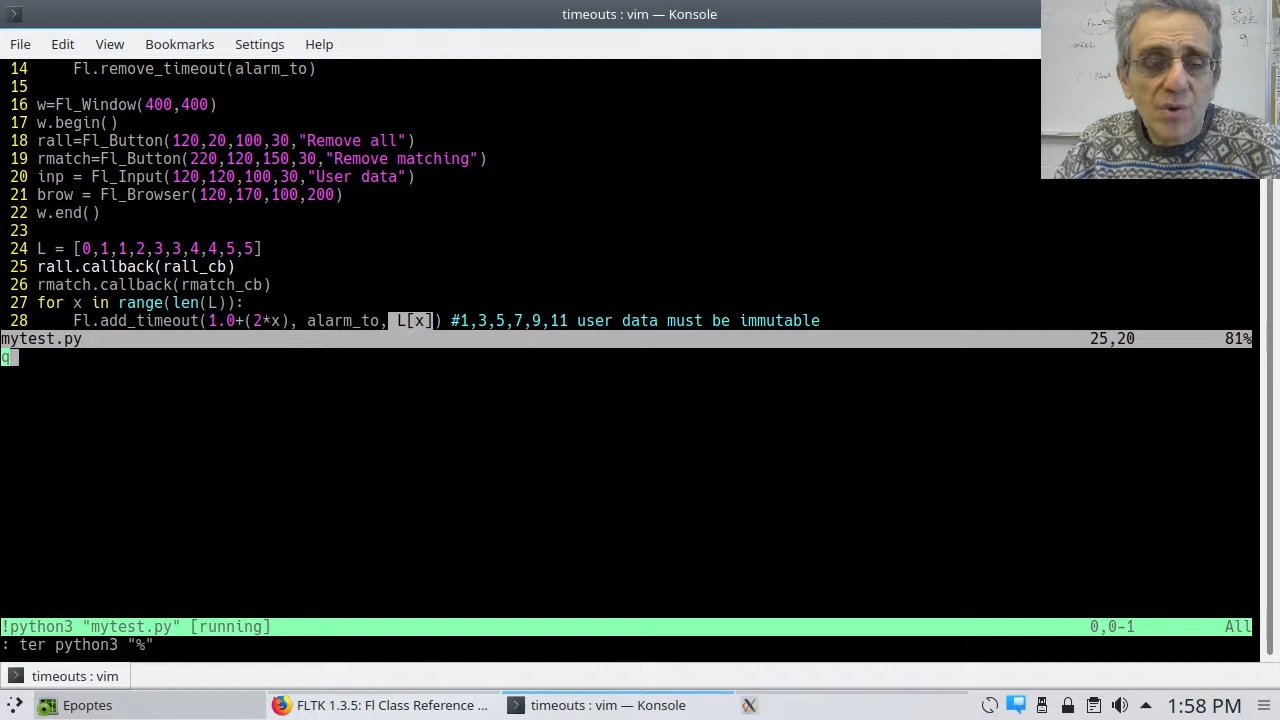 timeouts : vim — Konsole
File Edit View Bookmarks Settings Help
14 Fl.remove_timeout(alarm_to)
15
16 w=Fl_Window(400,400)
17 w.begin()
18 rall=Fl_Button(120,20,100,30,"Remove all")
19 rmatch=Fl_Button(220,120,150,30,"Remove matching")
20 inp = Fl_Input(120,120,100,30,"User data")
21 brow = Fl_Browser(120,170,100,200)
22 w.end()
23
24 L = [0,1,1,2,3,3,4,4,5,5]
25 rall.callback(rall_cb)
26 rmatch.callback(rmatch_cb)
27 for x in range(len(L)):
28 Fl.add_timeout(1.0+(2*x), alarm_to, L[x]) #1,3,5,7,9,11 user data must be immutable
mytest.py 25,20 81%
q
!python3 "mytest.py" [running] 0,0-1 All
: ter python3 "%"
timeouts : vim
Epoptes FLTK 1.3.5: Fl Class Reference ... timeouts : vim — Konsole 1:58 PM
SIZE
9